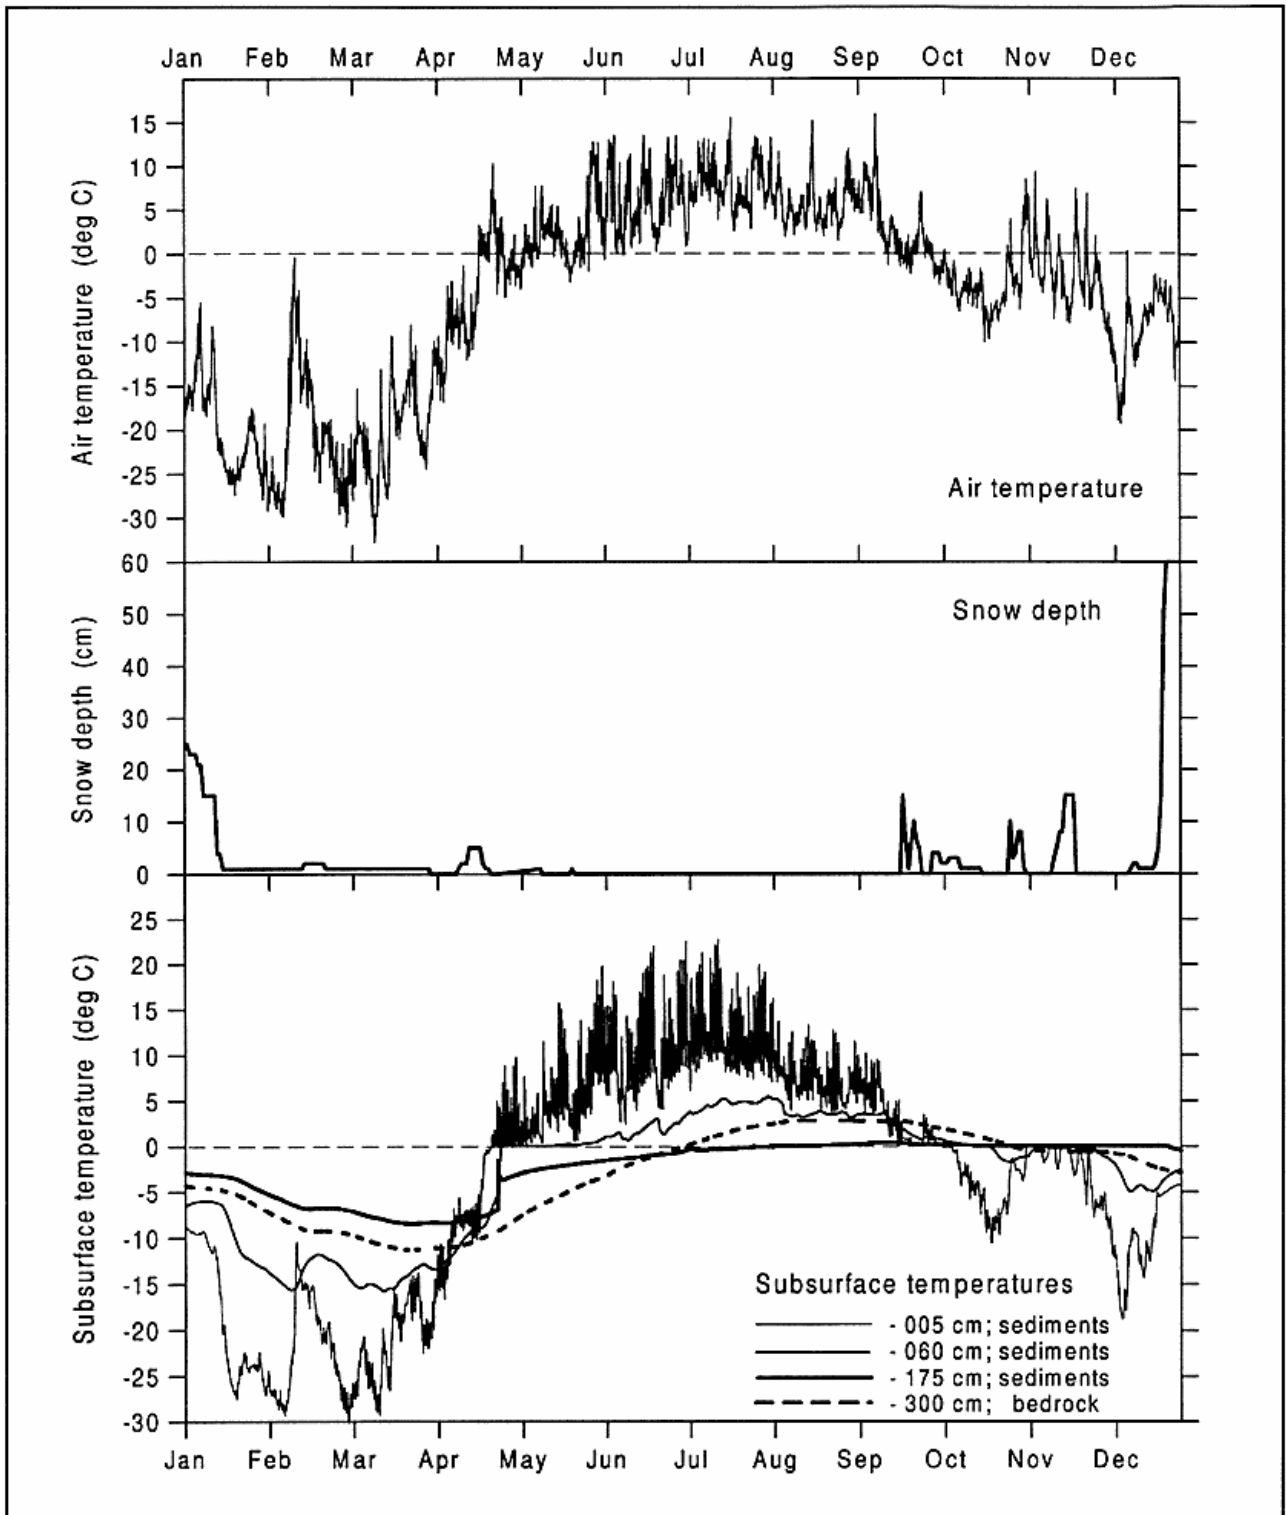 Jan Feb Mar Apr May Jun Jul Aug Sep Oct Nov Dec
15
10
5
0
-5
-10
-15
-20
-25
-30
Air temperature (deg C)
Air temperature
60
50
40
30
20
10
0
Snow depth (cm)
Snow depth
25
20
15
10
5
0
-5
-10
-15
-20
-25
-30
Subsurface temperature (deg C)
Subsurface temperatures
- 005 cm; sediments
- 060 cm; sediments
- 175 cm; sediments
- 300 cm; bedrock
Jan Feb Mar Apr May Jun Jul Aug Sep Oct Nov Dec